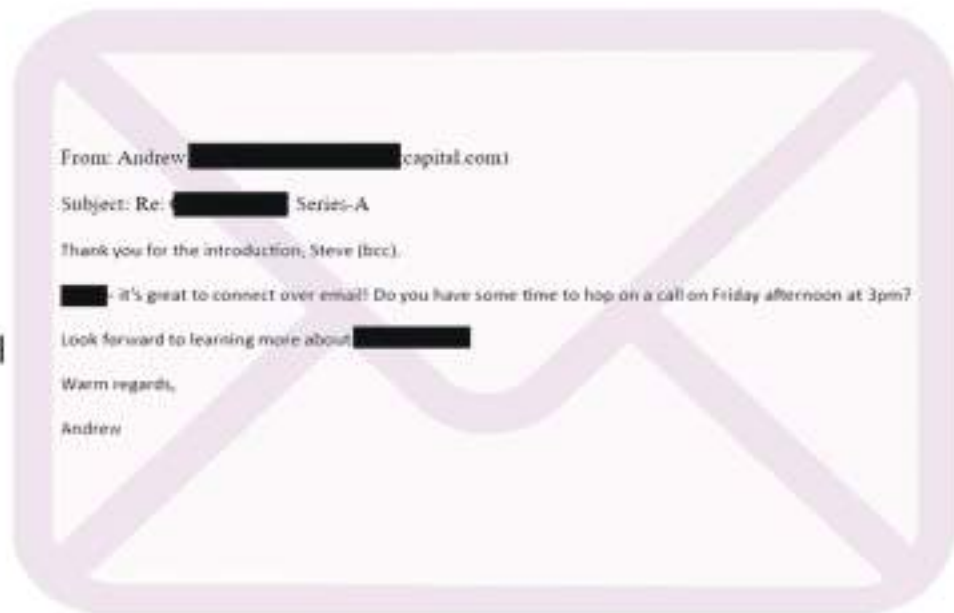 From: Andrew capital.com)
Subject: Re: Series-A
Thank you for the introduction, Steve (bcc).
- it's great to connect over email! Do you have some time to hop on a call on Friday afternoon at 3pm?
Look forward to learning more about
Warm regards,
Andrew